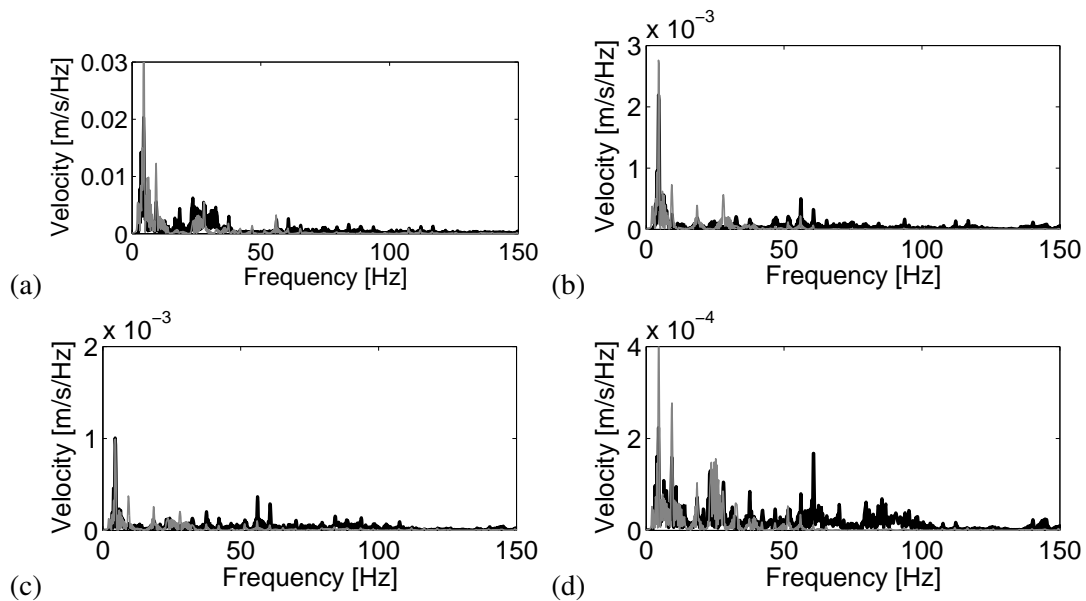 0.03
0.02
0.01
0
Velocity [m/s/Hz]
0 50 100 150
Frequency [Hz]
(a)
x 10⁻³
3
2
1
0
Velocity [m/s/Hz]
0 50 100 150
Frequency [Hz]
(b)
x 10⁻³
2
1
0
Velocity [m/s/Hz]
0 50 100 150
Frequency [Hz]
(c)
x 10⁻⁴
4
2
0
Velocity [m/s/Hz]
0 50 100 150
Frequency [Hz]
(d)